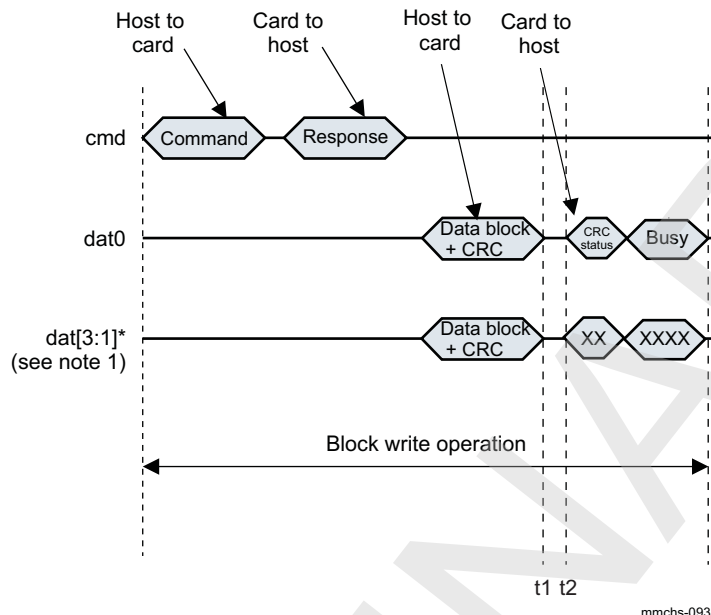 Host to
card
Card to
host
Host to
card
Card to
host
cmd
Command
Response
dat0
Data block
+ CRC
CRC
status
Busy
dat[3:1]*
(see note 1)
Data block
+ CRC
XX
XXXX
Block write operation
t1 t2
mmchs-093